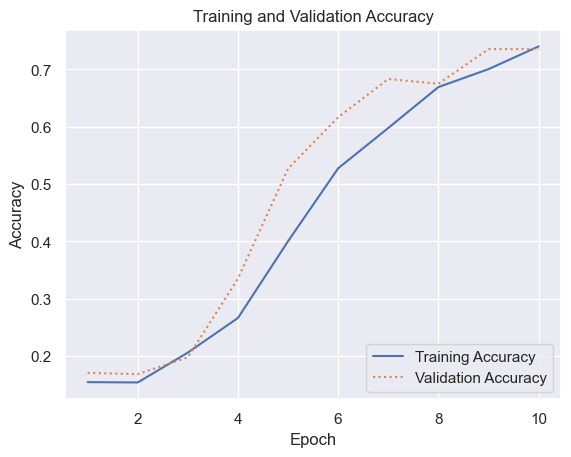 Training and Validation Accuracy
Accuracy
0.7
0.6
0.5
0.4
0.3
0.2
Training Accuracy
Validation Accuracy
2
4
6
8
10
Epoch